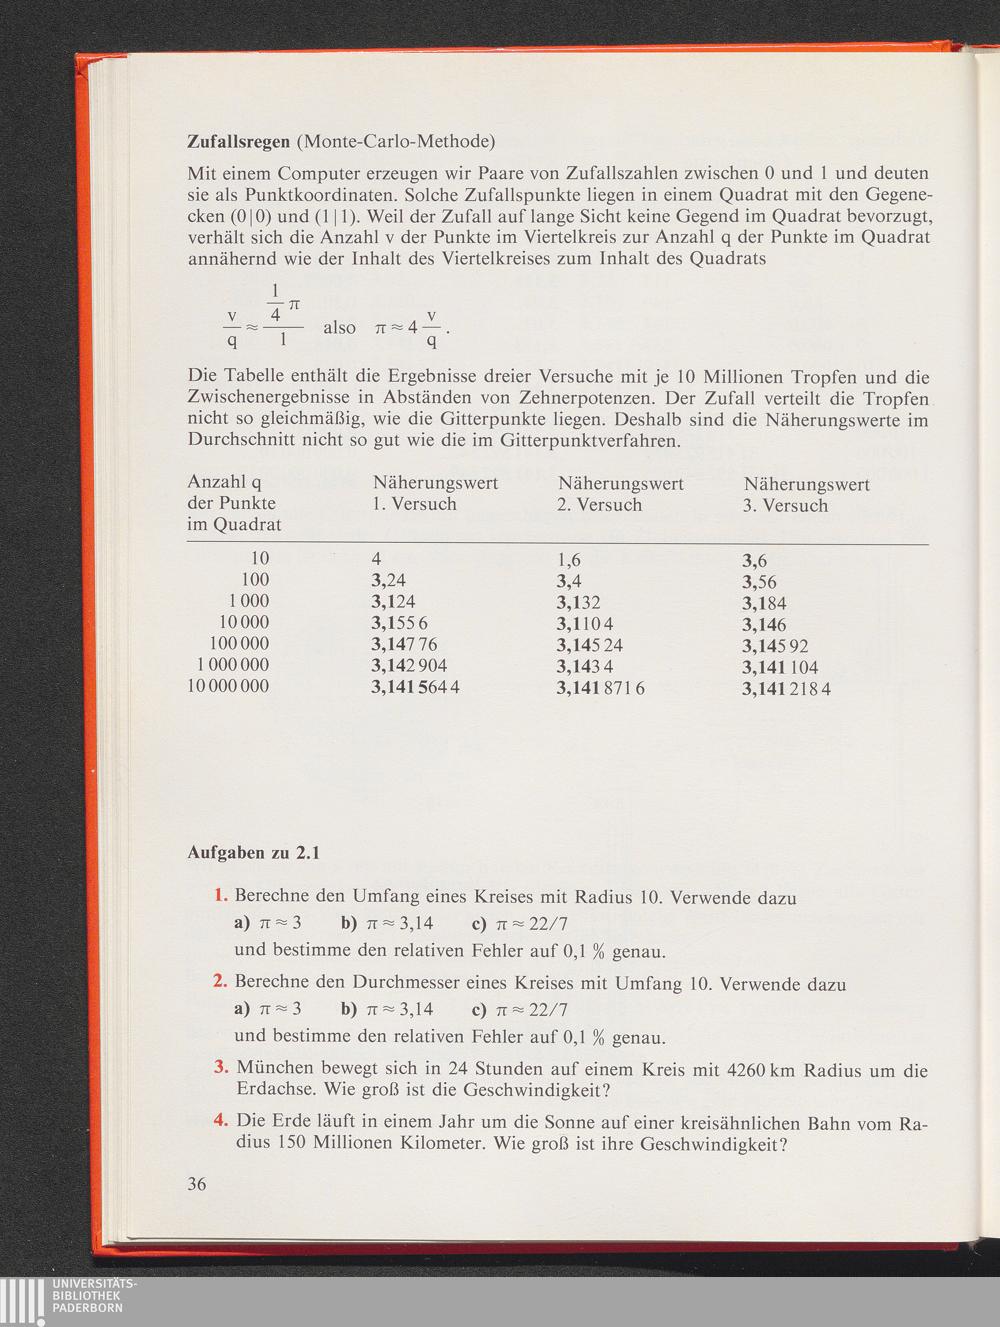 Zufallsregen (Monte-Carlo-Methode)
Mit einem Computer erzeugen wir Paare von Zufallszahlen zwischen 0 und 1 und deuten
sie als Punktkoordinaten. Solche Zufallspunkte liegen in einem Quadrat mit den Gegene-
cken (0|0) und (1|1). Weil der Zufall auf lange Sicht keine Gegend im Quadrat bevorzugt,
verhält sich die Anzahl v der Punkte im Viertelkreis zur Anzahl q der Punkte im Quadrat
annähernd wie der Inhalt des Viertelkreises zum Inhalt des Quadrats
v/q ≈ (1/4 π)/1 also π ≈ 4 v/q .
Die Tabelle enthält die Ergebnisse dreier Versuche mit je 10 Millionen Tropfen und die
Zwischenergebnisse in Abständen von Zehnerpotenzen. Der Zufall verteilt die Tropfen
nicht so gleichmäßig, wie die Gitterpunkte liegen. Deshalb sind die Näherungswerte im
Durchschnitt nicht so gut wie die im Gitterpunktverfahren.
Anzahl q Näherungswert Näherungswert Näherungswert
der Punkte 1. Versuch 2. Versuch 3. Versuch
im Quadrat
10 4 1,6 3,6
100 3,24 3,4 3,56
1 000 3,124 3,132 3,184
10 000 3,155 6 3,110 4 3,146
100 000 3,147 76 3,145 24 3,145 92
1 000 000 3,142 904 3,143 4 3,141 104
10 000 000 3,141 564 4 3,141 871 6 3,141 218 4
Aufgaben zu 2.1
1. Berechne den Umfang eines Kreises mit Radius 10. Verwende dazu
a) π ≈ 3 b) π ≈ 3,14 c) π ≈ 22/7
und bestimme den relativen Fehler auf 0,1 % genau.
2. Berechne den Durchmesser eines Kreises mit Umfang 10. Verwende dazu
a) π ≈ 3 b) π ≈ 3,14 c) π ≈ 22/7
und bestimme den relativen Fehler auf 0,1 % genau.
3. München bewegt sich in 24 Stunden auf einem Kreis mit 4260 km Radius um die
Erdachse. Wie groß ist die Geschwindigkeit?
4. Die Erde läuft in einem Jahr um die Sonne auf einer kreisähnlichen Bahn vom Ra-
dius 150 Millionen Kilometer. Wie groß ist ihre Geschwindigkeit?
36
UNIVERSITÄTS-
BIBLIOTHEK
PADERBORN